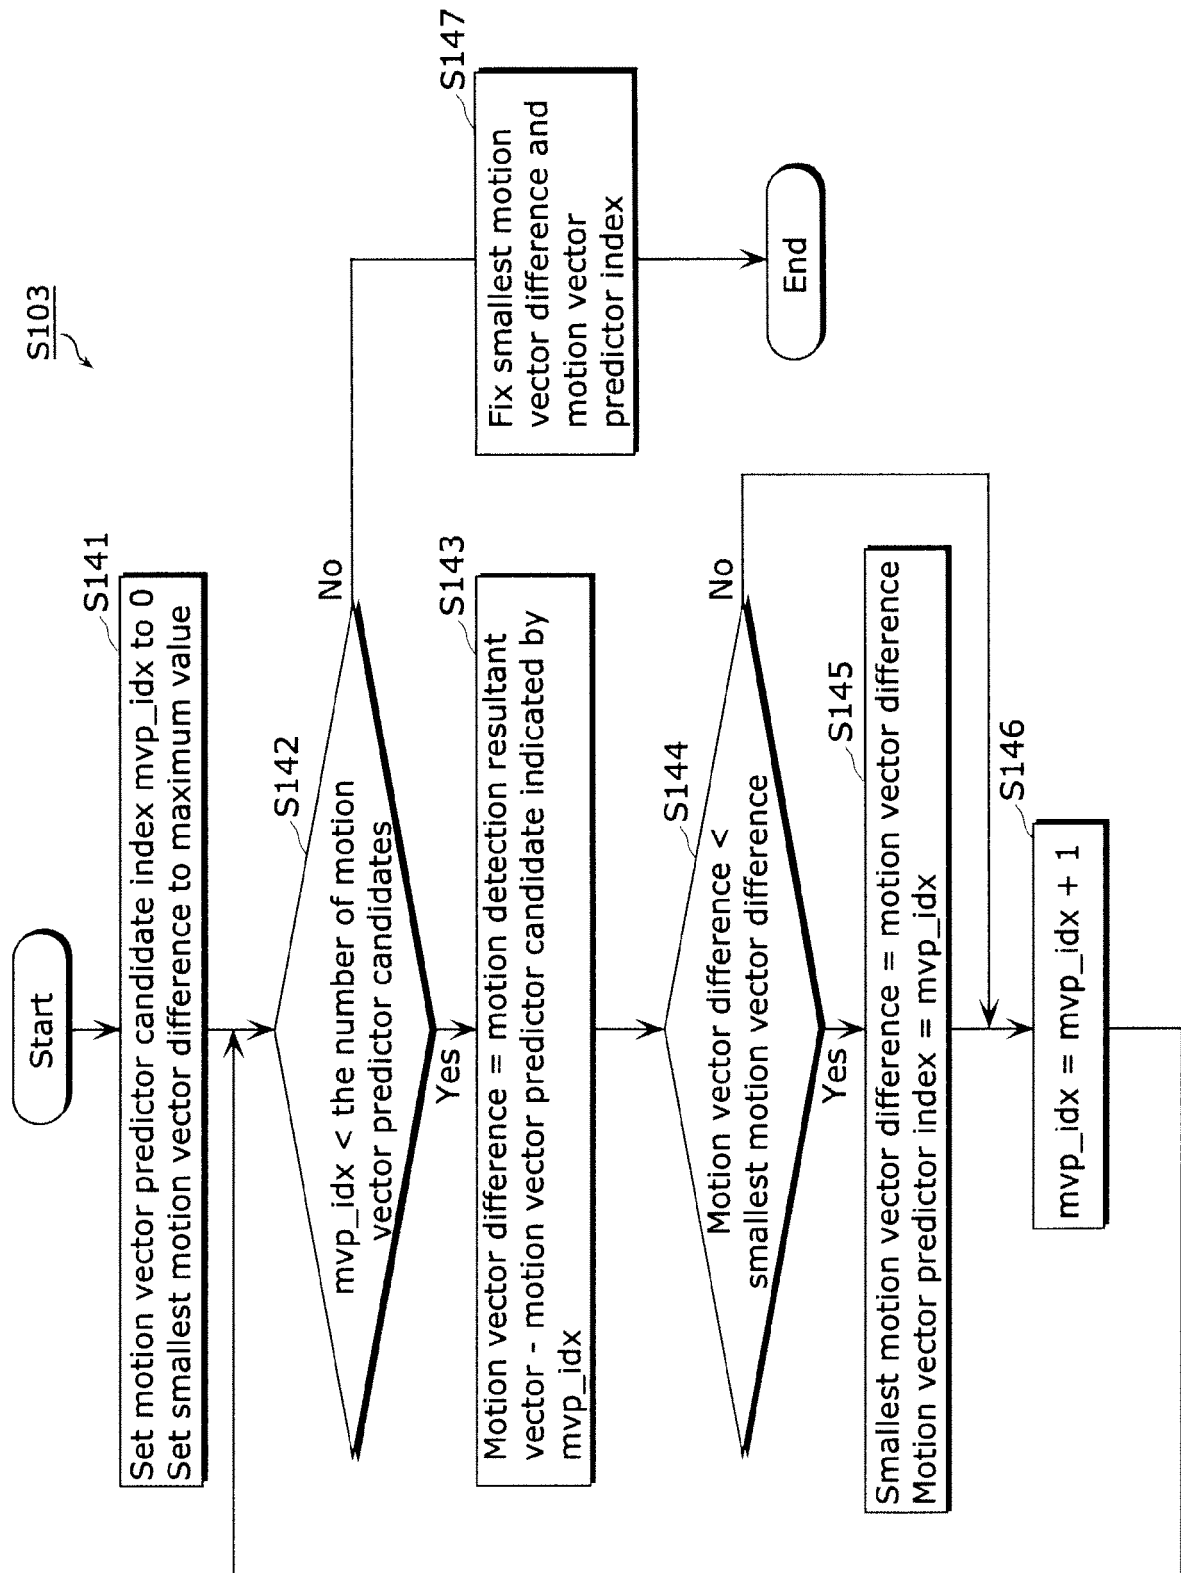 S103
Start
S141
Set motion vector predictor candidate index mvp_idx to 0
Set smallest motion vector difference to maximum value
S142
mvp_idx < the number of motion
vector predictor candidates
No
Yes
S143
Motion vector difference = motion detection resultant
vector - motion vector predictor candidate indicated by
mvp_idx
S147
Fix smallest motion
vector difference and
motion vector
predictor index
S144
Motion vector difference <
smallest motion vector difference
No
Yes
End
S145
Smallest motion vector difference = motion vector difference
Motion vector predictor index = mvp_idx
S146
mvp_idx = mvp_idx + 1